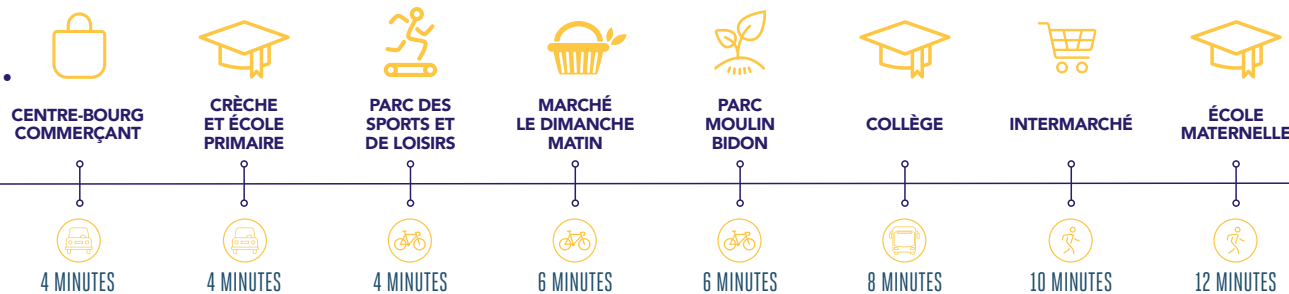 CENTRE-BOURG
COMMERÇANT
CRÈCHE
ET ÉCOLE
PRIMAIRE
PARC DES
SPORTS ET
DE LOISIRS
MARCHÉ
LE DIMANCHE
MATIN
PARC
MOULIN
BIDON
COLLÈGE
INTERMARCHÉ
ÉCOLE
MATERNELLE
4 MINUTES
4 MINUTES
4 MINUTES
6 MINUTES
6 MINUTES
8 MINUTES
10 MINUTES
12 MINUTES